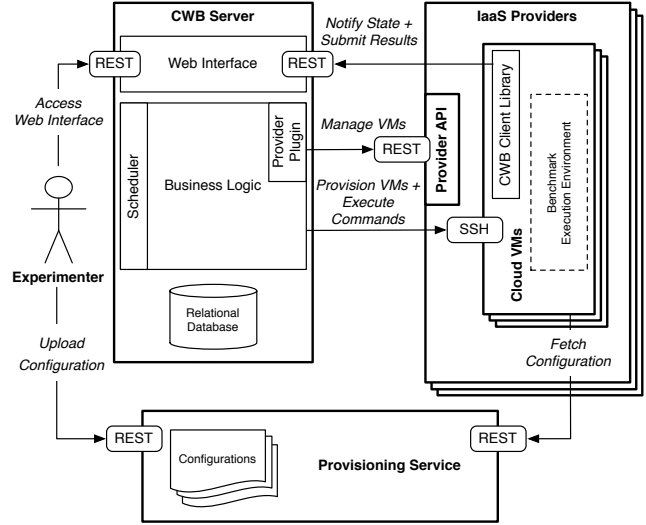 CWB Server
REST
Web Interface
REST
Scheduler
Business Logic
Provider
Plugin
Relational
Database
Notify State +
Submit Results
Manage VMs
Provision VMs +
Execute
Commands
IaaS Providers
REST
Provider API
SSH
Cloud VMs
CWB Client Library
Benchmark
Execution Environment
Access
Web Interface
Experimenter
Upload
Configuration
Fetch
Configuration
REST
Configurations
Provisioning Service
REST